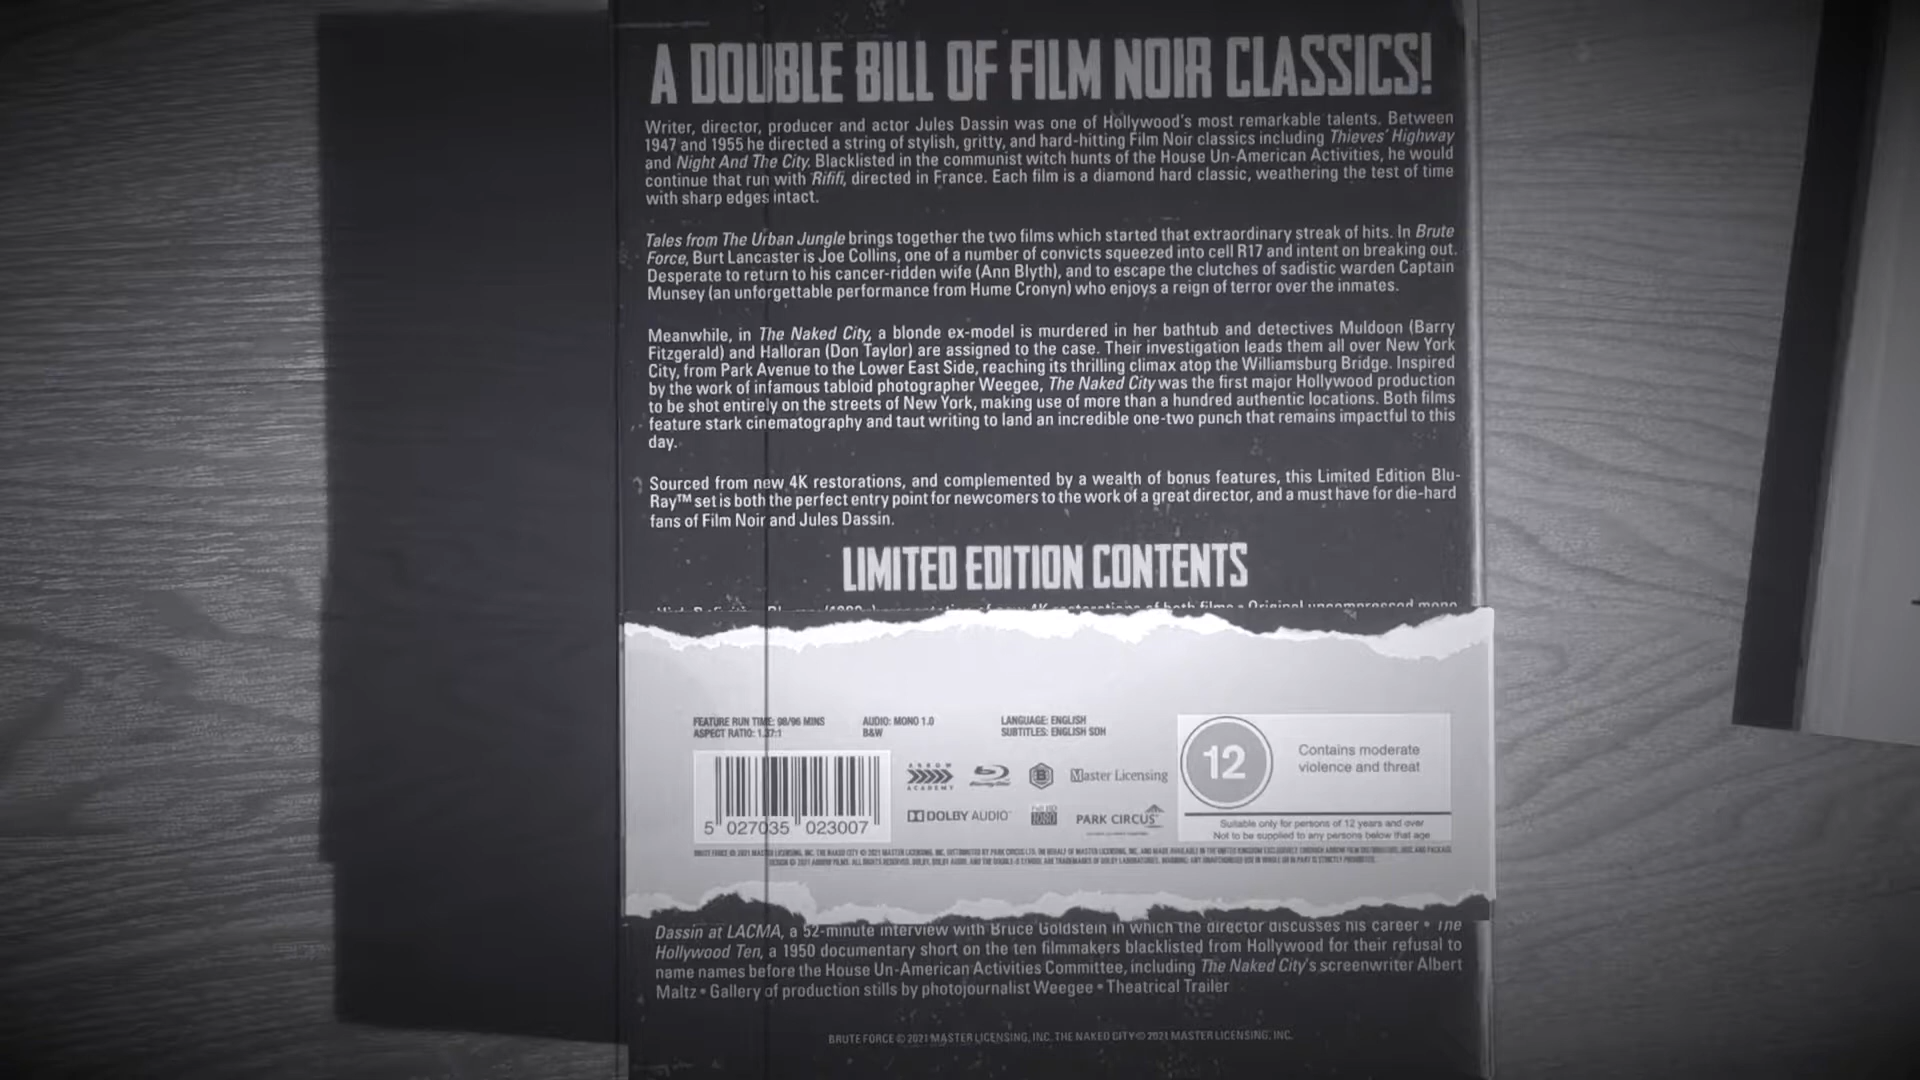 A DOUBLE BILL OF FILM NOIR CLASSICS!
Writer, director, producer and actor Jules Dassin was one of Hollywood's most remarkable talents. Between
1947 and 1955 he directed a string of stylish, gritty, and hard-hitting Film Noir classics including Thieves' Highway
and Night And The City. Blacklisted in the communist witch hunts of the House Un-American Activities, he would
continue that run with Rififi, directed in France. Each film is a diamond hard classic, weathering the test of time
with sharp edges intact.
Tales from The Urban Jungle brings together the two films which started that extraordinary streak of hits. In Brute
Force, Burt Lancaster is Joe Collins, one of a number of convicts squeezed into cell R17 and intent on breaking out.
Desperate to return to his cancer-ridden wife (Ann Blyth), and to escape the clutches of sadistic warden Captain
Munsey (an unforgettable performance from Hume Cronyn) who enjoys a reign of terror over the inmates.
Meanwhile, in The Naked City, a blonde ex-model is murdered in her bathtub and detectives Muldoon (Barry
Fitzgerald) and Halloran (Don Taylor) are assigned to the case. Their investigation leads them all over New York
City, from Park Avenue to the Lower East Side, reaching its thrilling climax atop the Williamsburg Bridge. Inspired
by the work of infamous tabloid photographer Weegee, The Naked City was the first major Hollywood production
to be shot entirely on the streets of New York, making use of more than a hundred authentic locations. Both films
feature stark cinematography and taut writing to land an incredible one-two punch that remains impactful to this
day.
Sourced from new 4K restorations, and complemented by a wealth of bonus features, this Limited Edition Blu-
Ray™ set is both the perfect entry point for newcomers to the work of a great director, and a must have for die-hard
fans of Film Noir and Jules Dassin.
LIMITED EDITION CONTENTS
4K restorations of both films • Original uncompressed mono
FEATURE RUN TIME: 98/96 MINS AUDIO: MONO 1.0 LANGUAGE: ENGLISH
ASPECT RATIO: 1.37:1 B&W SUBTITLES: ENGLISH SDH
12
Contains moderate
violence and threat
ARROW
ACADEMY
Blu-ray Disc
B
Master Licensing
DOLBY AUDIO™
Full HD
1080
PARK CIRCUS
5 027035 023007
Suitable only for persons of 12 years and over
Not to be supplied to any persons below that age
Dassin at LACMA, a 52-minute interview with Bruce Goldstein in which the director discusses his career • The
Hollywood Ten, a 1950 documentary short on the ten filmmakers blacklisted from Hollywood for their refusal to
name names before the House Un-American Activities Committee, including The Naked City's screenwriter Albert
Maltz • Gallery of production stills by photojournalist Weegee • Theatrical Trailer
BRUTE FORCE © 2021 MASTER LICENSING, INC. THE NAKED CITY © 2021 MASTER LICENSING, INC.